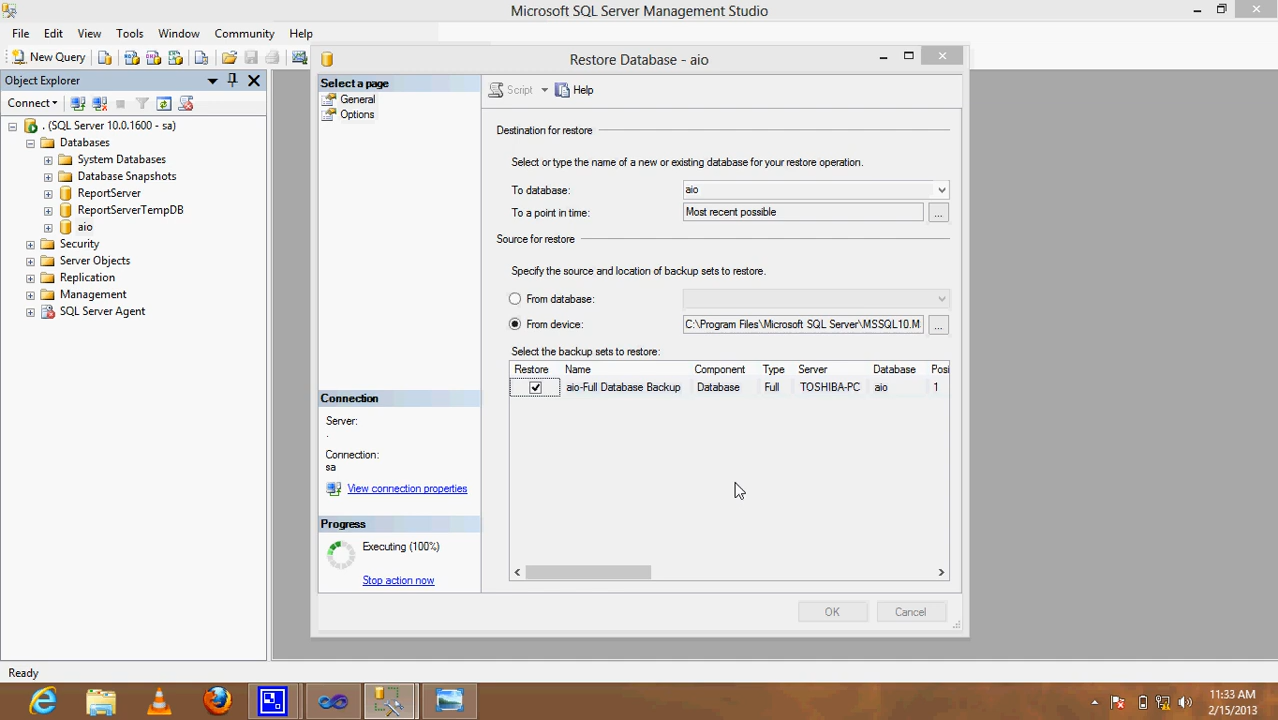 Microsoft SQL Server Management Studio
File Edit View Tools Window Community Help
New Query
Object Explorer
Connect
. (SQL Server 10.0.1600 - sa)
Databases
System Databases
Database Snapshots
ReportServer
ReportServerTempDB
aio
Security
Server Objects
Replication
Management
SQL Server Agent
Restore Database - aio
Select a page
General
Options
Script Help
Destination for restore
Select or type the name of a new or existing database for your restore operation.
To database: aio
To a point in time: Most recent possible ...
Source for restore
Specify the source and location of backup sets to restore.
From database:
From device: C:\Program Files\Microsoft SQL Server\MSSQL10.M ...
Select the backup sets to restore:
Restore Name Component Type Server Database Posi
aio-Full Database Backup Database Full TOSHIBA-PC aio 1
Connection
Server:
.
Connection:
sa
View connection properties
Progress
Executing (100%)
Stop action now
OK Cancel
Ready
11:33 AM
2/15/2013